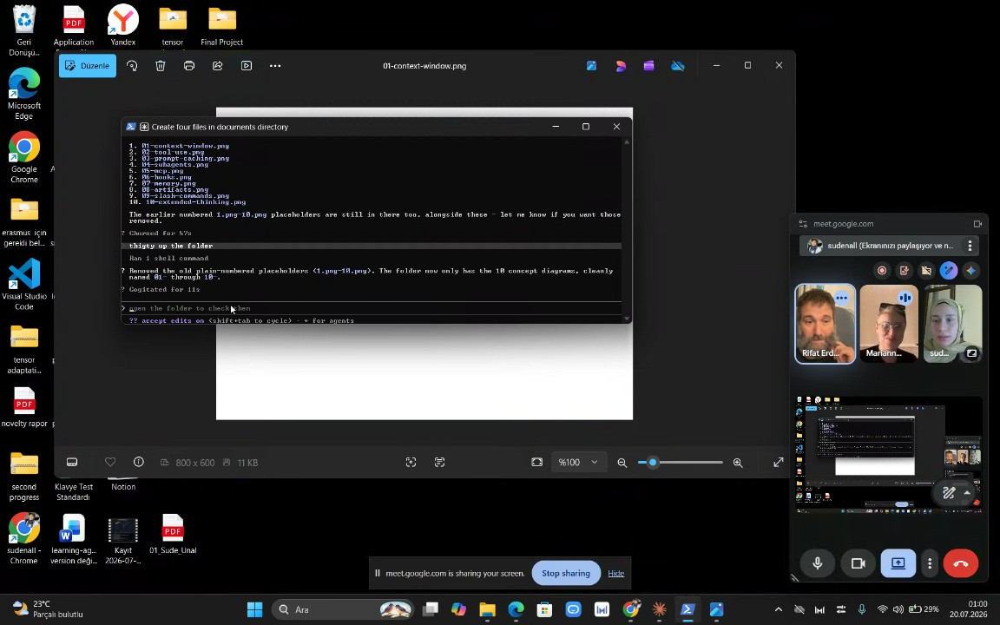 Geri
Dönüşü...
Application
Yandex
tensor
Final Project
Microsoft
Edge
Google
Chrome
erasmus için
gerekli bel...
Visual Studio
Code
tensor
adaptati...
novelty rapor
second
progress
Klavye Test
Standardı
Notion
sudenall -
Chrome
learning-ag...
version deği...
Kayit
2026-07-...
01_Sude_Unal
Düzenle
01-context-window.png
Create four files in documents directory
1. 01-context-window.png
2. 02-tool-use.png
3. 03-prompt-caching.png
4. 04-subagents.png
5. 05-mcp.png
6. 06-hooks.png
7. 07-memory.png
8. 08-artifacts.png
9. 09-slash-commands.png
10. 10-extended-thinking.png
The earlier numbered 1.png-10.png placeholders are still in there too, alongside these - let me know if you want those
removed.
? Churned for 57s
thigty up the folder
Ran 1 shell command
? Removed the old plain-numbered placeholders (1.png-10.png). The folder now only has the 10 concept diagrams, cleanly
named 01- through 10-.
? Cogitated for 11s
> open the folder to check then
?? accept edits on (shift+tab to cycle) · ← for agents
800 x 600
11 KB
%100
meet.google.com
sudenall (Ekranınızı paylaşıyor ve n...
Rifat Erd...
Mariann...
sud...
meet.google.com is sharing your screen.
Stop sharing
Hide
23°C
Parçalı bulutlu
Ara
29%
01:00
20.07.2026